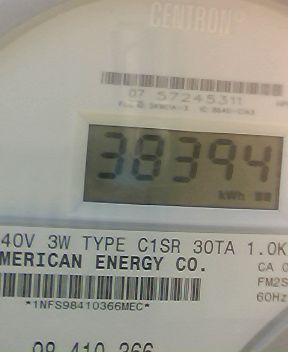 CENTRON®
07 57245311
38394
kWh
40V 3W TYPE C1SR 30TA 1.0K
MERICAN ENERGY CO.
CA 0
FM2S
60Hz
*1NFS98410366MEC*
98 410 366